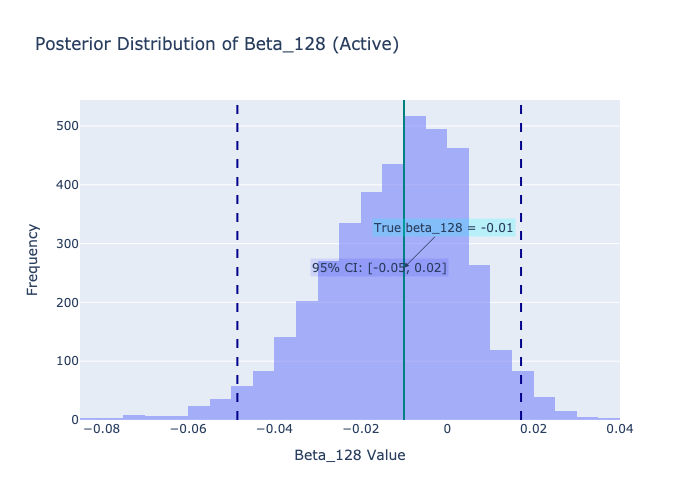 Posterior Distribution of Beta_128 (Active)
500
400
300
200
100
0
Frequency
True beta_128 = -0.01
95% CI: [-0.05, 0.02]
−0.08
−0.06
−0.04
−0.02
0
0.02
0.04
Beta_128 Value